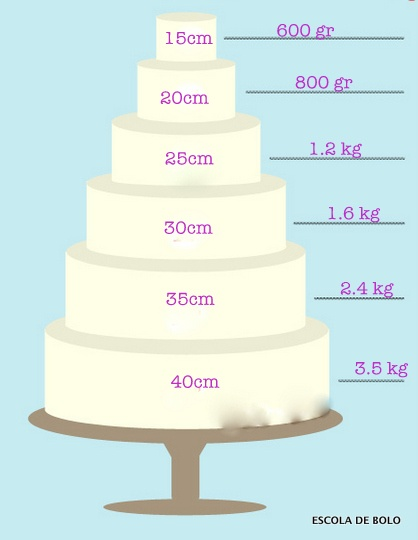 15cm 600 gr
20cm 800 gr
25cm 1.2 kg
30cm 1.6 kg
35cm 2.4 kg
40cm 3.5 kg
ESCOLA DE BOLO